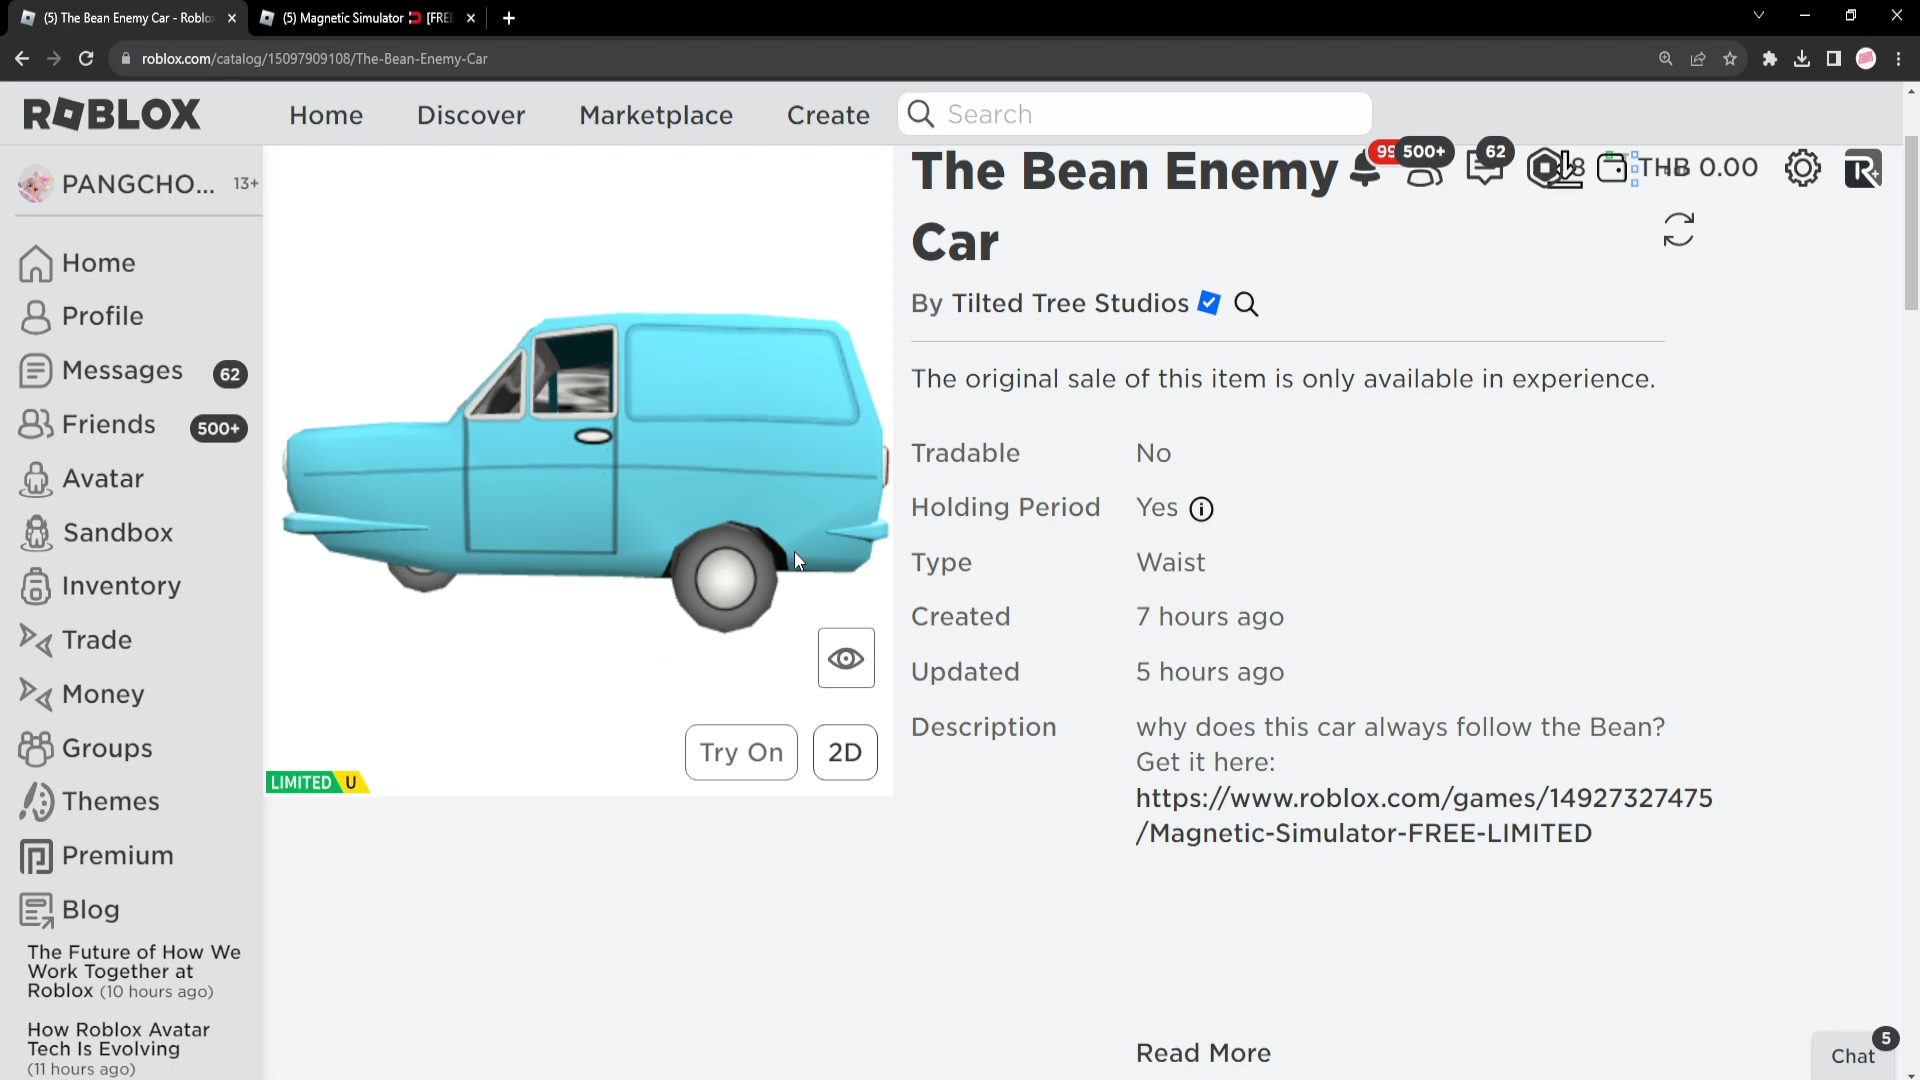 (5) The Bean Enemy Car - Roblo
(5) Magnetic Simulator [FREE
roblox.com/catalog/15097909108/The-Bean-Enemy-Car
ROBLOX
Home
Discover
Marketplace
Create
Search
PANGCHO... 13+
Home
Profile
Messages 62
Friends 500+
Avatar
Sandbox
Inventory
Trade
Money
Groups
Themes
Premium
Blog
The Future of How We
Work Together at
Roblox (10 hours ago)
How Roblox Avatar
Tech Is Evolving
(11 hours ago)
Try On
2D
LIMITED U
The Bean Enemy
Car
99
500+
62
THB 0.00
By Tilted Tree Studios
The original sale of this item is only available in experience.
Tradable No
Holding Period Yes
Type Waist
Created 7 hours ago
Updated 5 hours ago
Description why does this car always follow the Bean?
Get it here:
https://www.roblox.com/games/14927327475
/Magnetic-Simulator-FREE-LIMITED
Read More
Chat 5